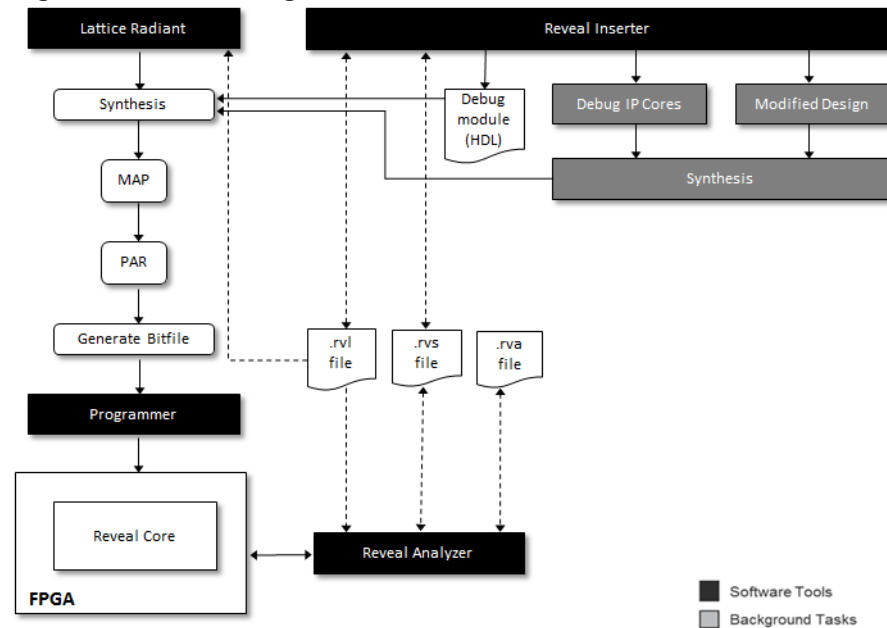 Lattice Radiant
Reveal Inserter
Synthesis
Debug
module
(HDL)
Debug IP Cores
Modified Design
Synthesis
MAP
PAR
Generate Bitfile
.rvl
file
.rvs
file
.rva
file
Programmer
Reveal Core
FPGA
Reveal Analyzer
Software Tools
Background Tasks